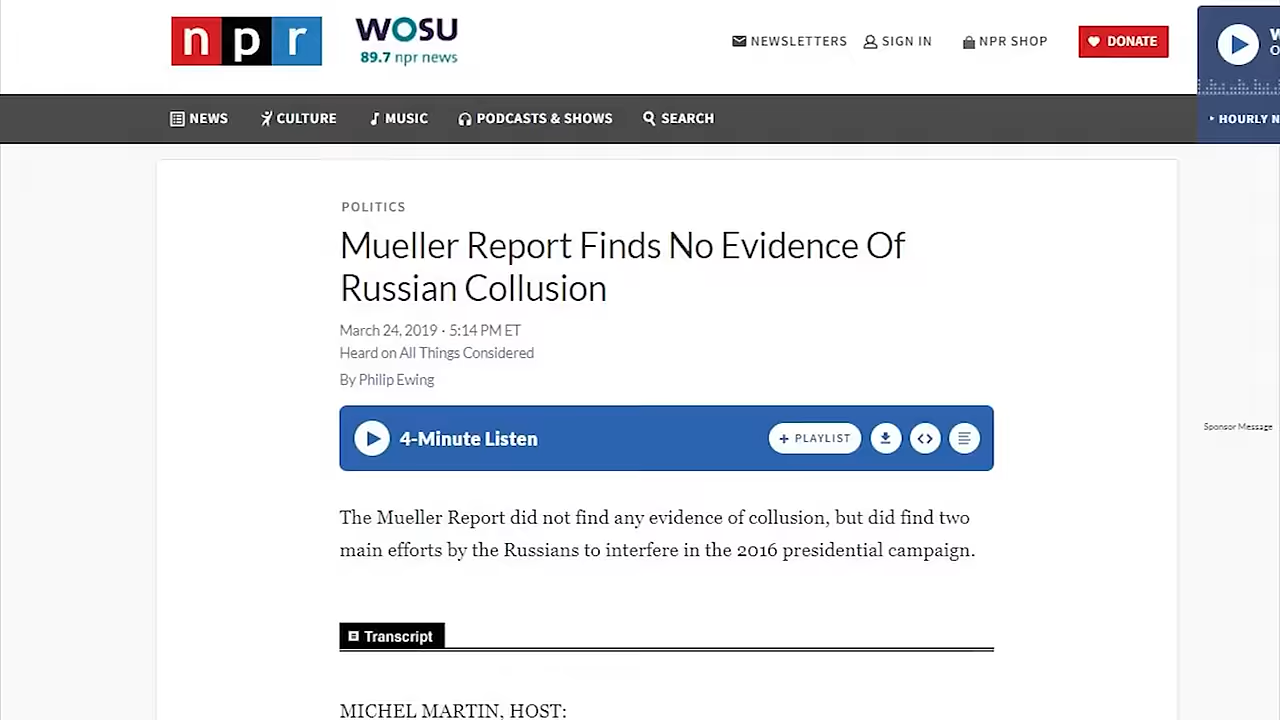 npr
WOSU
89.7 npr news
NEWSLETTERS
SIGN IN
NPR SHOP
DONATE
NEWS
CULTURE
MUSIC
PODCASTS & SHOWS
SEARCH
HOURLY N
POLITICS
Mueller Report Finds No Evidence Of
Russian Collusion
March 24, 2019 · 5:14 PM ET
Heard on All Things Considered
By Philip Ewing
4-Minute Listen
+ PLAYLIST
Sponsor Message
The Mueller Report did not find any evidence of collusion, but did find two
main efforts by the Russians to interfere in the 2016 presidential campaign.
Transcript
MICHEL MARTIN, HOST: